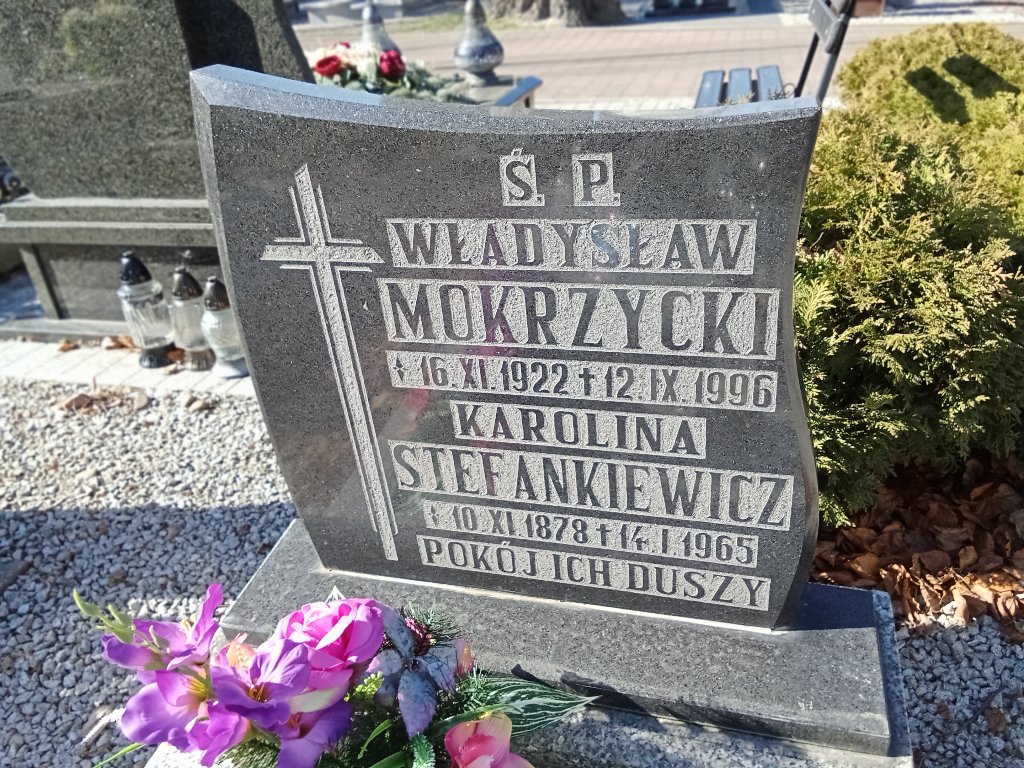 Ś. P.
WŁADYSŁAW
MOKRZYCKI
* 16.XI.1922 † 12.IX.1996
KAROLINA
STEFANKIEWICZ
* 10.XI.1878 † 14.I.1965
POKÓJ ICH DUSZY